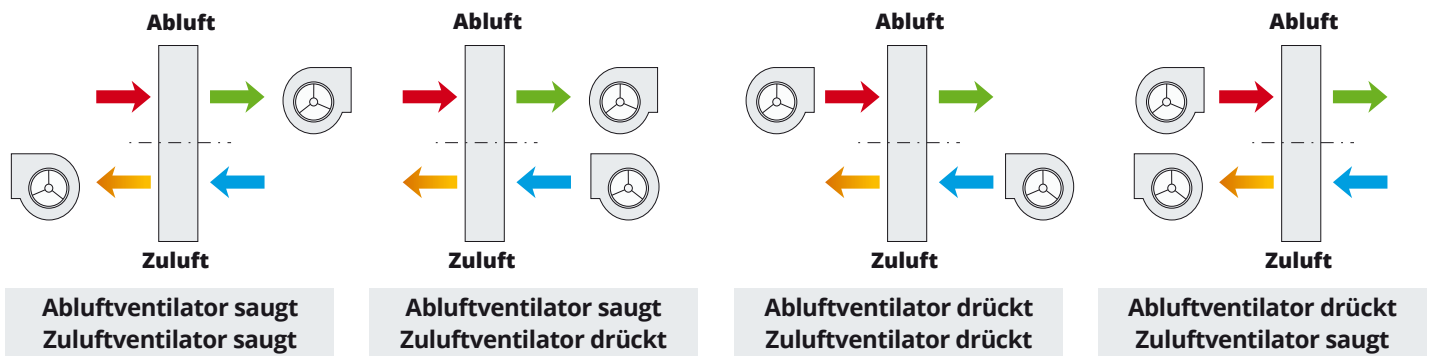 Abluft
Zuluft
Abluftventilator saugt
Zuluftventilator saugt
Abluft
Zuluft
Abluftventilator saugt
Zuluftventilator drückt
Abluft
Zuluft
Abluftventilator drückt
Zuluftventilator drückt
Abluft
Zuluft
Abluftventilator drückt
Zuluftventilator saugt